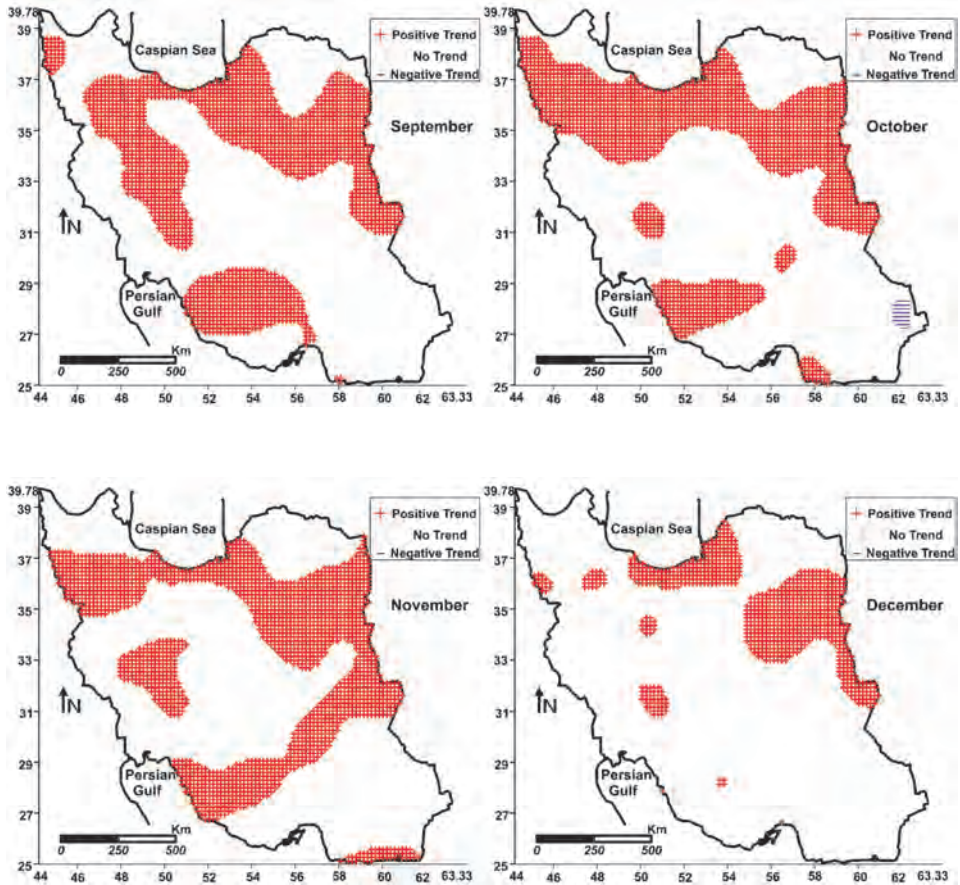 39.78
39
37
35
33
31
29
27
25
44 46 48 50 52 54 56 58 60 62 63.33
Caspian Sea
Positive Trend
No Trend
Negative Trend
September
N
Persian
Gulf
Km
0 250 500
39.78
39
37
35
33
31
29
27
25
44 46 48 50 52 54 56 58 60 62 63.33
Caspian Sea
Positive Trend
No Trend
Negative Trend
October
N
Persian
Gulf
Km
0 250 500
39.78
39
37
35
33
31
29
27
25
44 46 48 50 52 54 56 58 60 62 63.33
Caspian Sea
Positive Trend
No Trend
Negative Trend
November
N
Persian
Gulf
Km
0 250 500
39.78
39
37
35
33
31
29
27
25
44 46 48 50 52 54 56 58 60 62 63.33
Caspian Sea
Positive Trend
No Trend
Negative Trend
December
N
Persian
Gulf
Km
0 250 500